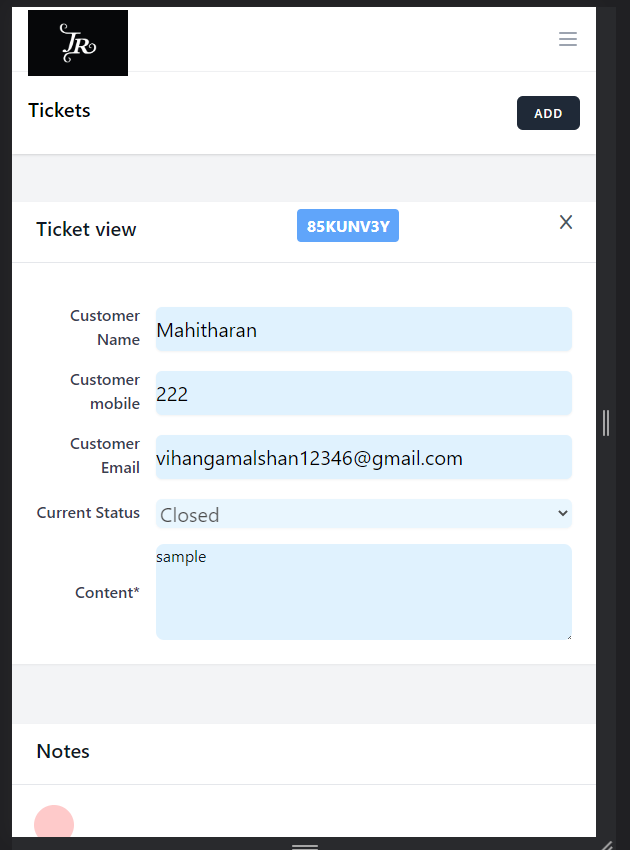 JR
Tickets
ADD
Ticket view
85KUNV3Y
X
Customer
Name
Mahitharan
Customer
mobile
222
Customer
Email
vihangamalshan12346@gmail.com
Current Status
Closed
Content*
sample
Notes